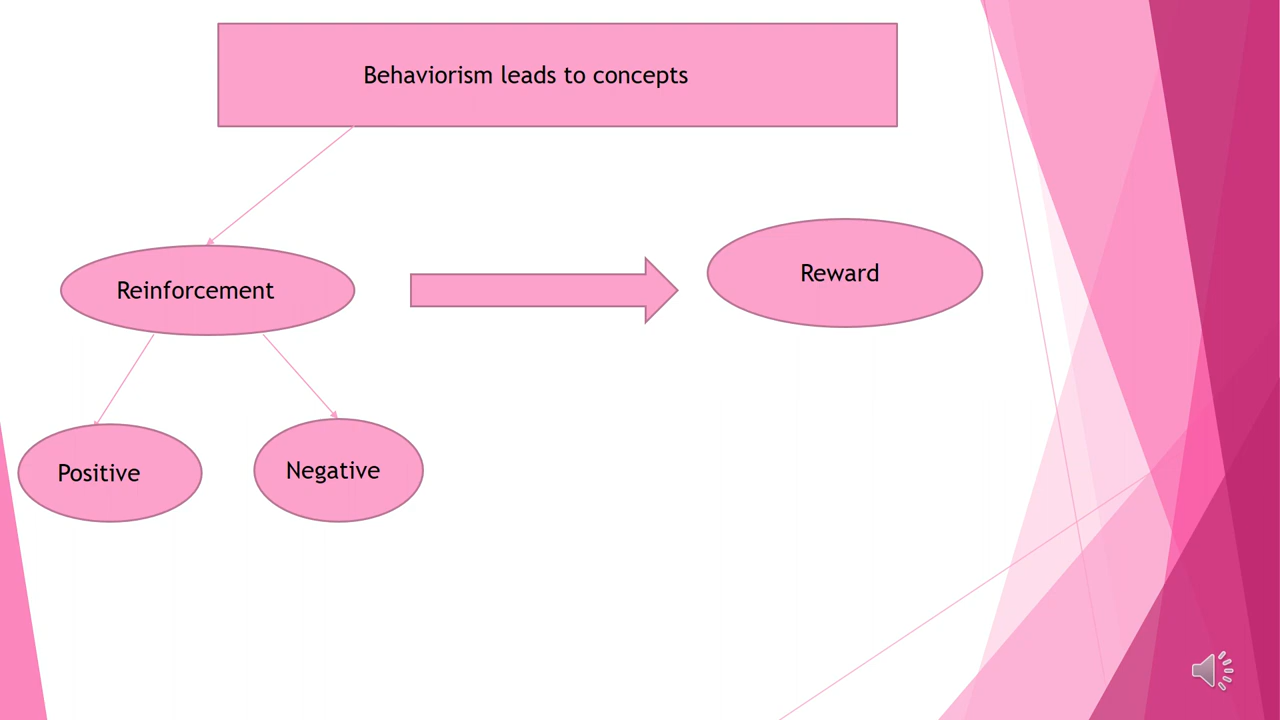 Behaviorism leads to concepts
Reinforcement
Reward
Positive
Negative